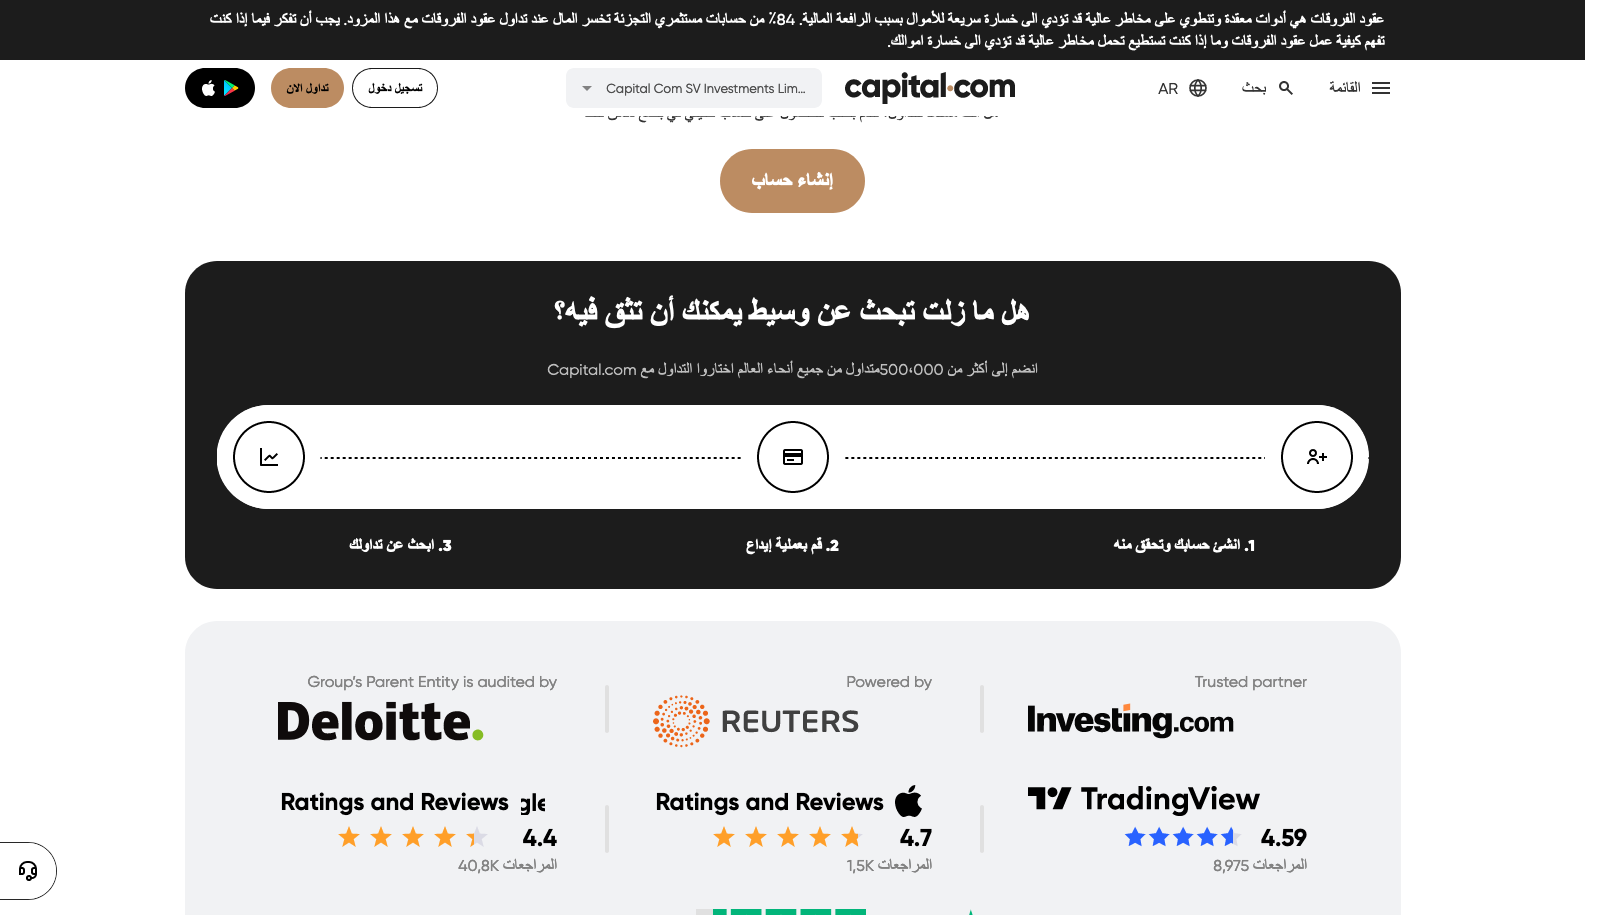 عقود الفروقات هي أدوات معقدة وتنطوي على مخاطر عالية قد تؤدي الى خسارة سريعة للأموال بسبب الرافعة المالية. 84٪ من حسابات مستثمري التجزئة تخسر المال عند تداول عقود الفروقات مع هذا المزود. يجب أن تفكر فيما إذا كنت
تفهم كيفية عمل عقود الفروقات وما إذا كنت تستطيع تحمل مخاطر عالية قد تؤدي الى خسارة اموالك.
القائمة
بحث
AR
capital.com
Capital Com SV Investments Lim...
تسجيل دخول
تداول الان
إنشاء حساب
هل ما زلت تبحث عن وسيط يمكنك أن تثق فيه؟
انضم إلى أكثر من 500،000متداول من جميع أنحاء العالم اختاروا التداول مع Capital.com
1. انشئ حسابك وتحقق منه
2. قم بعملية إيداع
3. ابحث عن تداولك
Trusted partner
Investing.com
Powered by
REUTERS
Group's Parent Entity is audited by
Deloitte.
TradingView
4.59
المراجعات 8,975
Ratings and Reviews
4.7
المراجعات 1,5K
Ratings and Reviews gle
4.4
المراجعات 40,8K